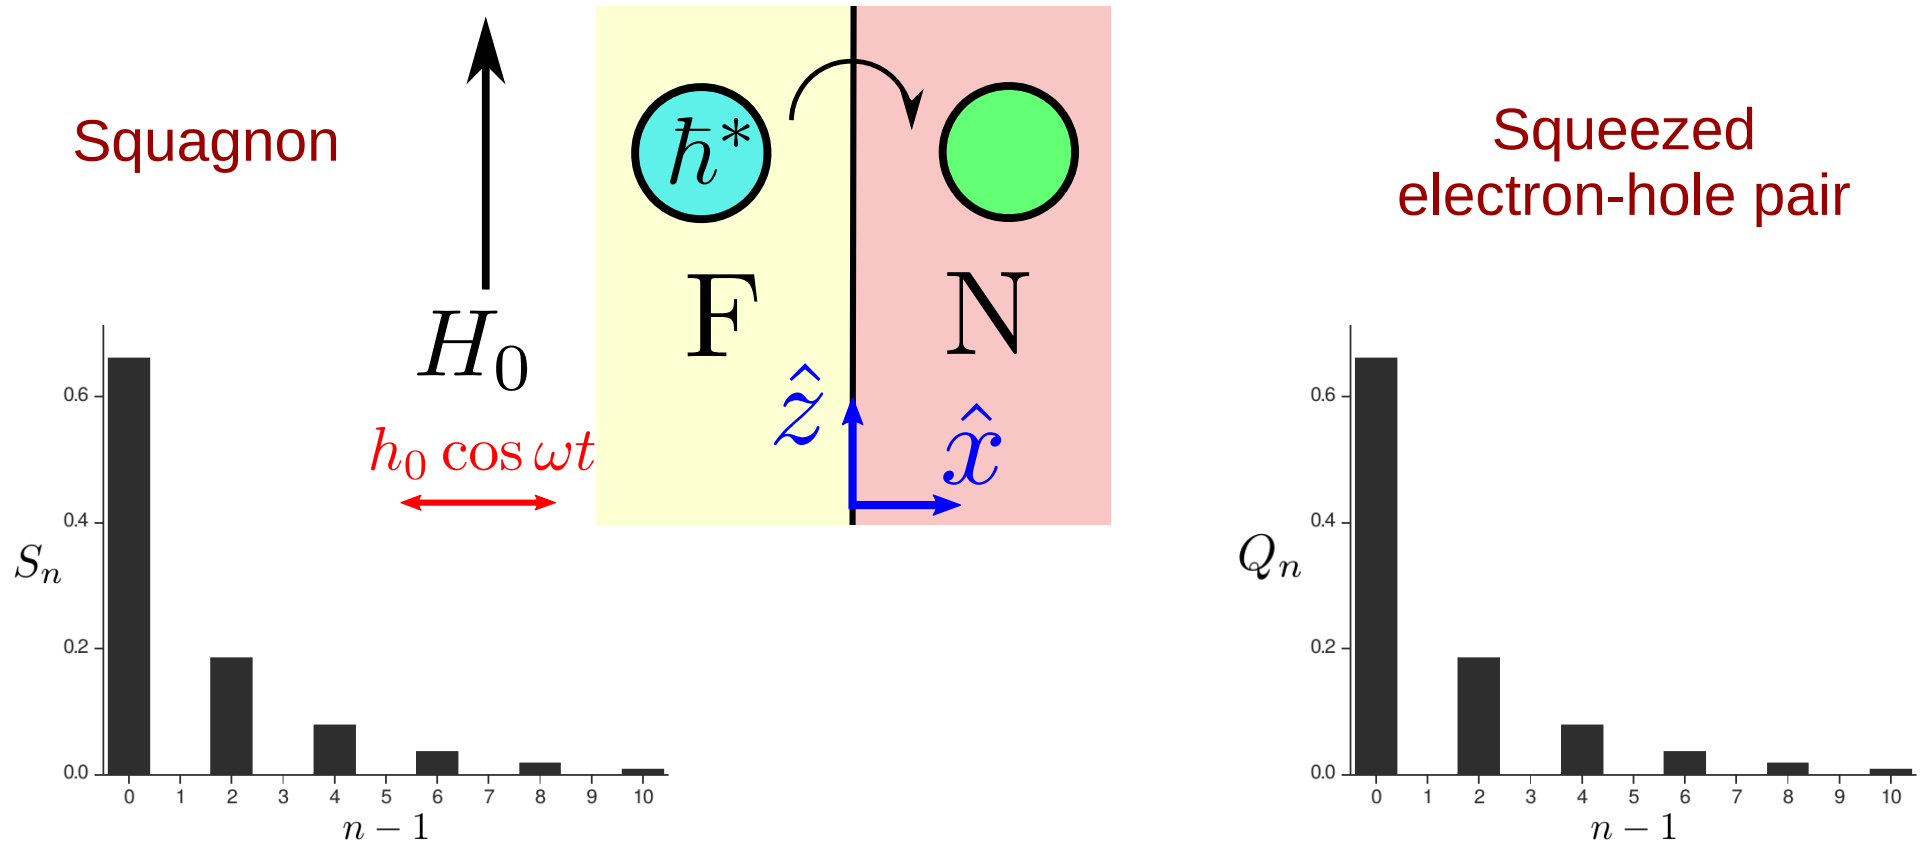 Squagnon
H₀
h₀ cos ωt
ħ*
F
N
ẑ
x̂
Squeezed
electron-hole pair
Sₙ
0.6
0.4
0.2
0.0
0 1 2 3 4 5 6 7 8 9 10
n − 1
Qₙ
0.6
0.4
0.2
0.0
0 1 2 3 4 5 6 7 8 9 10
n − 1